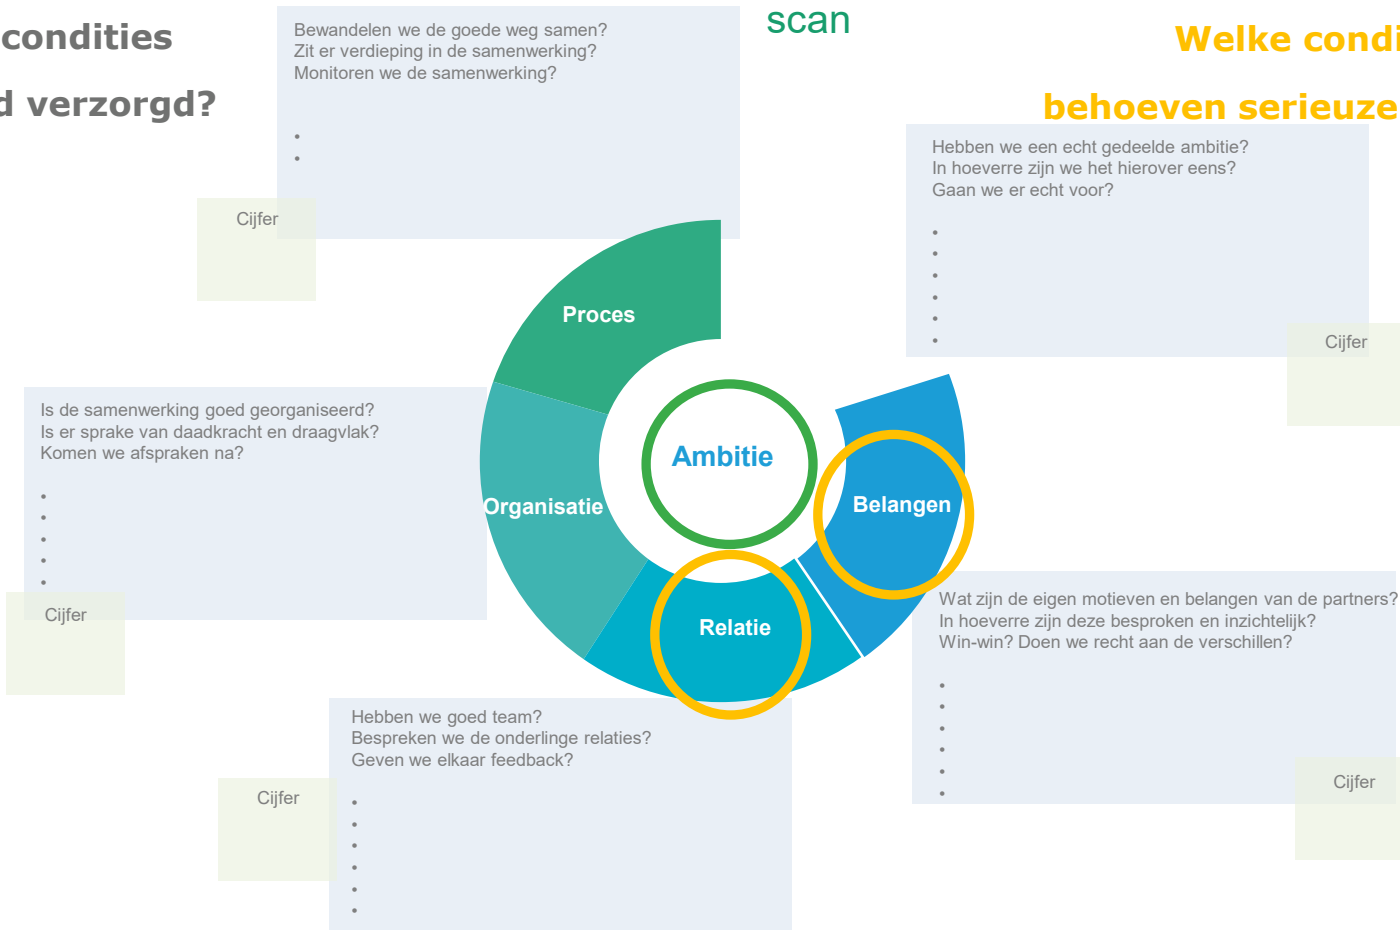 scan
condities
d verzorgd?
Welke condi
behoeven serieuze
Bewandelen we de goede weg samen?
Zit er verdieping in de samenwerking?
Monitoren we de samenwerking?
•
•
Cijfer
Hebben we een echt gedeelde ambitie?
In hoeverre zijn we het hierover eens?
Gaan we er echt voor?
•
•
•
•
•
•
Cijfer
Proces
Ambitie
Organisatie
Belangen
Relatie
Is de samenwerking goed georganiseerd?
Is er sprake van daadkracht en draagvlak?
Komen we afspraken na?
•
•
•
•
•
Cijfer
Wat zijn de eigen motieven en belangen van de partners?
In hoeverre zijn deze besproken en inzichtelijk?
Win-win? Doen we recht aan de verschillen?
•
•
•
•
•
•
Cijfer
Hebben we goed team?
Bespreken we de onderlinge relaties?
Geven we elkaar feedback?
•
•
•
•
•
•
Cijfer